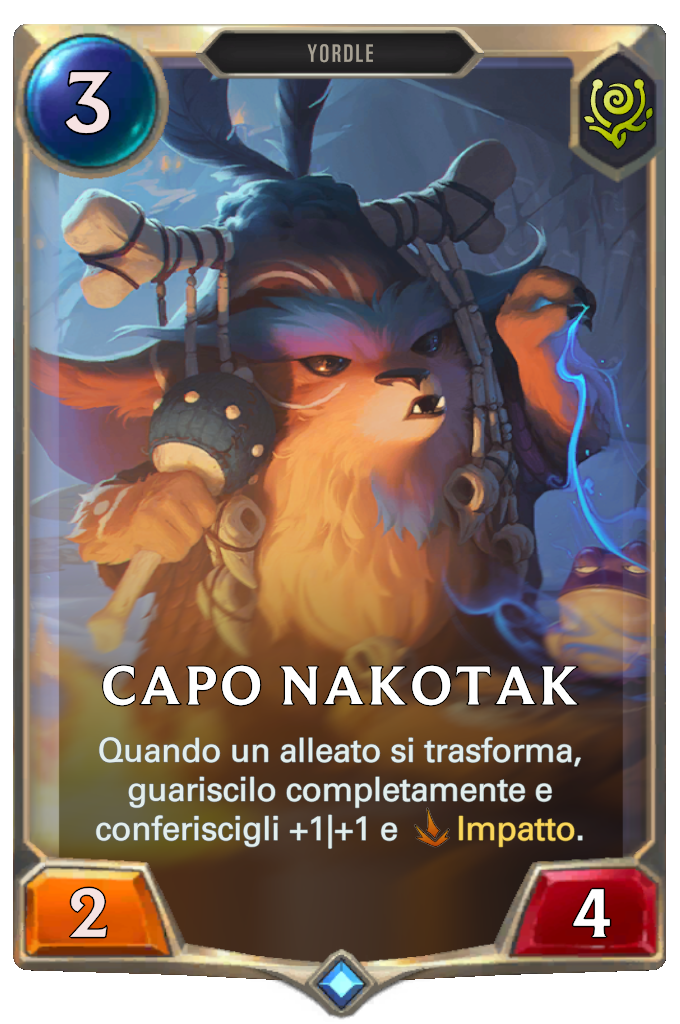 YORDLE
3
CAPO NAKOTAK
Quando un alleato si trasforma,
guariscilo completamente e
conferiscigli +1|+1 e Impatto.
2
4